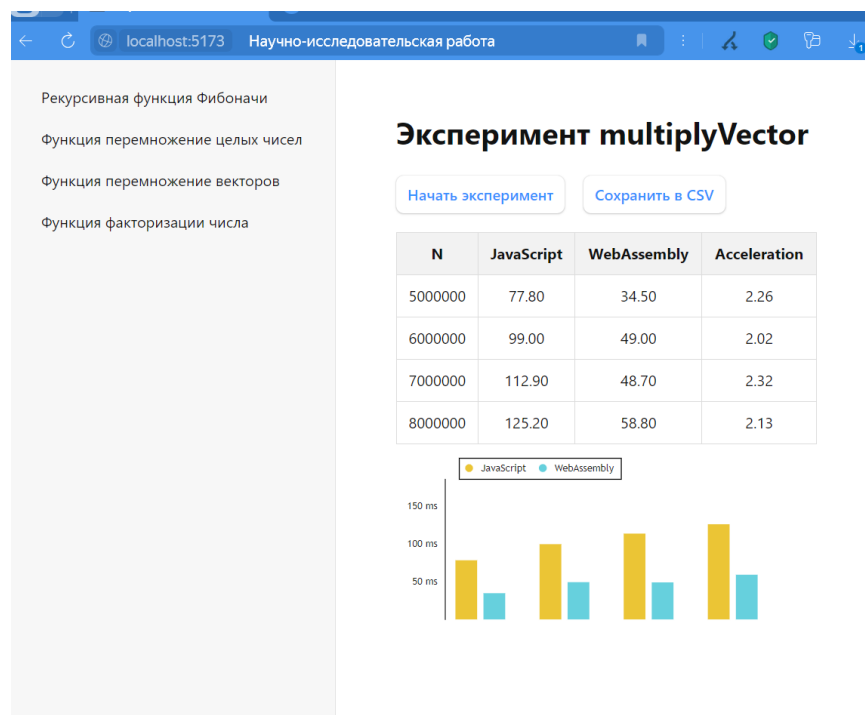 localhost:5173 Научно-исследовательская работа
1
Рекурсивная функция Фибоначи
Функция перемножение целых чисел
Функция перемножение векторов
Функция факторизации числа
Эксперимент multiplyVector
Начать эксперимент Сохранить в CSV
N JavaScript WebAssembly Acceleration
5000000 77.80 34.50 2.26
6000000 99.00 49.00 2.02
7000000 112.90 48.70 2.32
8000000 125.20 58.80 2.13
JavaScript WebAssembly
150 ms
100 ms
50 ms